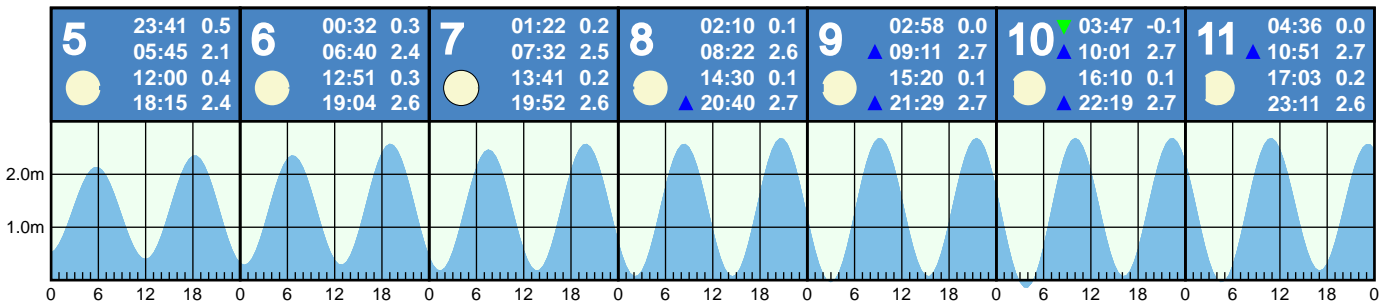 5
23:41 0.5
05:45 2.1
12:00 0.4
18:15 2.4
6
00:32 0.3
06:40 2.4
12:51 0.3
19:04 2.6
7
01:22 0.2
07:32 2.5
13:41 0.2
19:52 2.6
8
02:10 0.1
08:22 2.6
14:30 0.1
▲ 20:40 2.7
9
02:58 0.0
▲ 09:11 2.7
15:20 0.1
▲ 21:29 2.7
10
▼ 03:47 -0.1
▲ 10:01 2.7
16:10 0.1
▲ 22:19 2.7
11
04:36 0.0
▲ 10:51 2.7
17:03 0.2
23:11 2.6
2.0m
1.0m
0 6 12 18 0 6 12 18 0 6 12 18 0 6 12 18 0 6 12 18 0 6 12 18 0 6 12 18 0